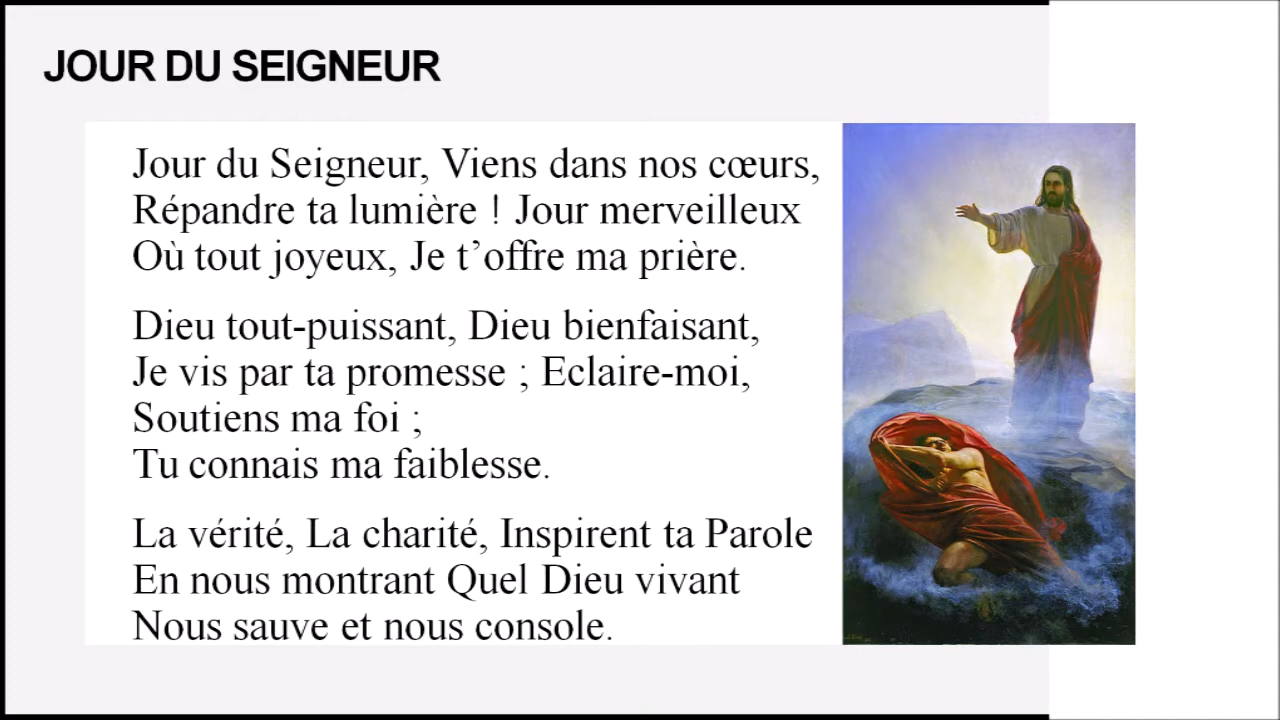 JOUR DU SEIGNEUR
Jour du Seigneur, Viens dans nos cœurs,
Répandre ta lumière ! Jour merveilleux
Où tout joyeux, Je t’offre ma prière.
Dieu tout-puissant, Dieu bienfaisant,
Je vis par ta promesse ; Eclaire-moi,
Soutiens ma foi ;
Tu connais ma faiblesse.
La vérité, La charité, Inspirent ta Parole
En nous montrant Quel Dieu vivant
Nous sauve et nous console.